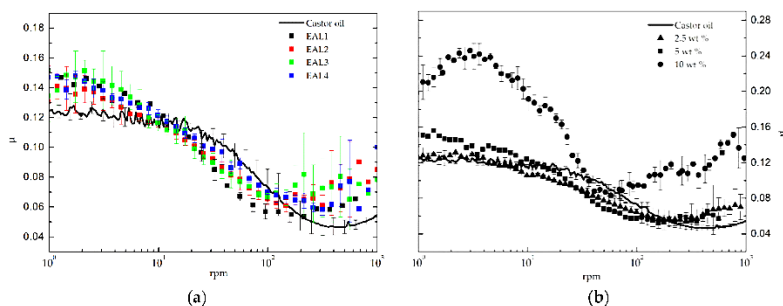 0.18
0.16
0.14
0.12
0.10
0.08
0.06
0.04
μ
Castor oil
EAL1
EAL2
EAL3
EAL4
10⁰ 10¹ 10² 10³
rpm
(a)
Castor oil
2.5 wt %
5 wt %
10 wt %
0.28
0.24
0.20
0.16
0.12
0.08
0.04
10⁰ 10¹ 10² 10³
rpm
(b)